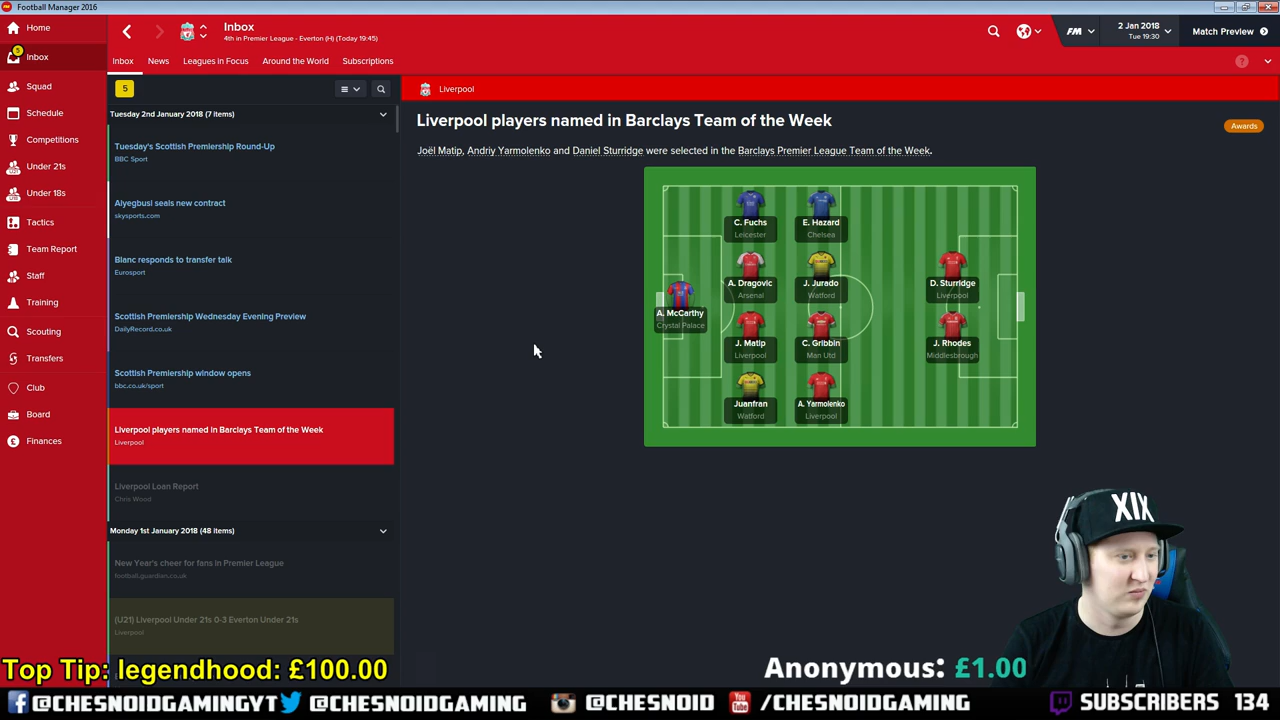 Football Manager 2016
Home
5
Inbox
Squad
Schedule
Competitions
U21
Under 21s
U18
Under 18s
Tactics
Team Report
Staff
Training
Scouting
Transfers
Club
Board
Finances
Inbox
4th in Premier League - Everton (H) (Today 19:45)
FM
2 Jan 2018
Tue 19:30
Match Preview
Inbox
News
Leagues in Focus
Around the World
Subscriptions
?
5
Tuesday 2nd January 2018 (7 items)
Tuesday's Scottish Premiership Round-Up
BBC Sport
Aiyegbusi seals new contract
skysports.com
Blanc responds to transfer talk
Eurosport
Scottish Premiership Wednesday Evening Preview
DailyRecord.co.uk
Scottish Premiership window opens
bbc.co.uk/sport
Liverpool players named in Barclays Team of the Week
Liverpool
Liverpool Loan Report
Chris Wood
Monday 1st January 2018 (48 items)
New Year's cheer for fans in Premier League
football.guardian.co.uk
(U21) Liverpool Under 21s 0-3 Everton Under 21s
Liverpool
Liverpool
Liverpool players named in Barclays Team of the Week
Awards
Joël Matip, Andriy Yarmolenko and Daniel Sturridge were selected in the Barclays Premier League Team of the Week.
C. Fuchs
Leicester
E. Hazard
Chelsea
A. Dragovic
Arsenal
J. Jurado
Watford
D. Sturridge
Liverpool
A. McCarthy
Crystal Palace
J. Matip
Liverpool
C. Gribbin
Man Utd
J. Rhodes
Middlesbrough
Juanfran
Watford
A. Yarmolenko
Liverpool
XIX
Top Tip: legendhood: £100.00
Anonymous: £1.00
@CHESNOIDGAMINGYT
@CHESNOIDGAMING
@CHESNOID
You Tube
/CHESNOIDGAMING
SUBSCRIBERS 134